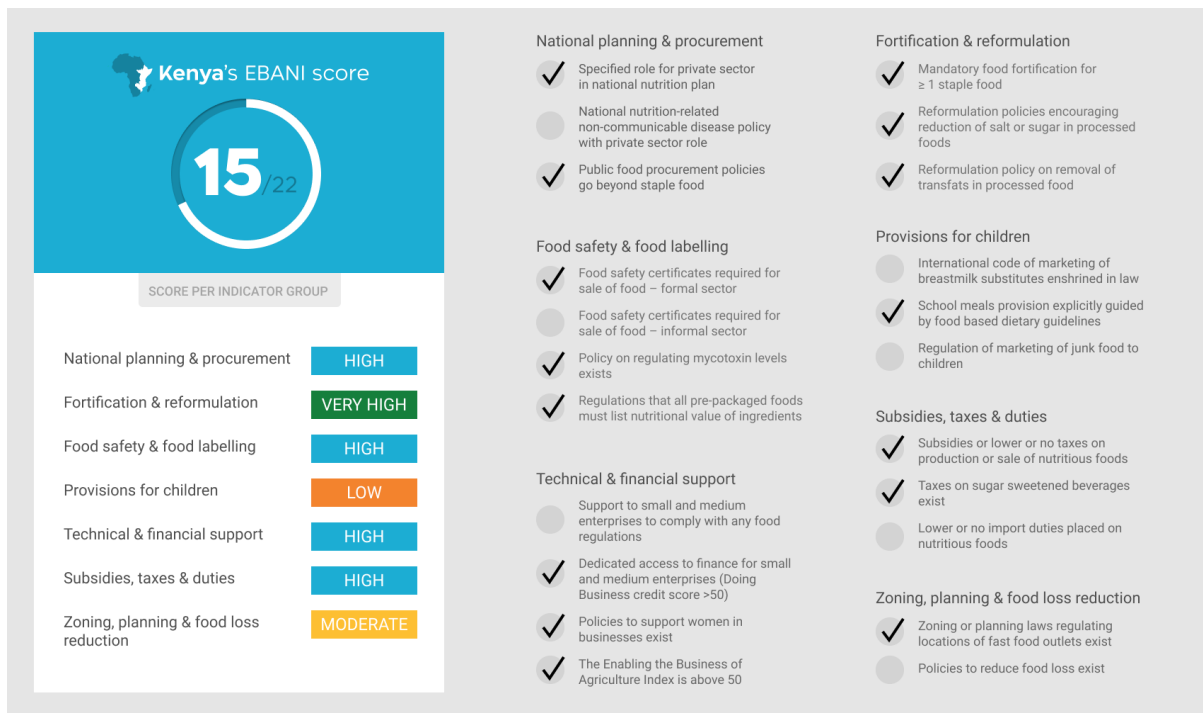 Kenya's EBANI score
15/22
SCORE PER INDICATOR GROUP
National planning & procurement HIGH
Fortification & reformulation VERY HIGH
Food safety & food labelling HIGH
Provisions for children LOW
Technical & financial support HIGH
Subsidies, taxes & duties HIGH
Zoning, planning & food loss
reduction
MODERATE
National planning & procurement
Specified role for private sector
in national nutrition plan
National nutrition-related
non-communicable disease policy
with private sector role
Public food procurement policies
go beyond staple food
Food safety & food labelling
Food safety certificates required for
sale of food – formal sector
Food safety certificates required for
sale of food – informal sector
Policy on regulating mycotoxin levels
exists
Regulations that all pre-packaged foods
must list nutritional value of ingredients
Technical & financial support
Support to small and medium
enterprises to comply with any food
regulations
Dedicated access to finance for small
and medium enterprises (Doing
Business credit score >50)
Policies to support women in
businesses exist
The Enabling the Business of
Agriculture Index is above 50
Fortification & reformulation
Mandatory food fortification for
≥ 1 staple food
Reformulation policies encouraging
reduction of salt or sugar in processed
foods
Reformulation policy on removal of
transfats in processed food
Provisions for children
International code of marketing of
breastmilk substitutes enshrined in law
School meals provision explicitly guided
by food based dietary guidelines
Regulation of marketing of junk food to
children
Subsidies, taxes & duties
Subsidies or lower or no taxes on
production or sale of nutritious foods
Taxes on sugar sweetened beverages
exist
Lower or no import duties placed on
nutritious foods
Zoning, planning & food loss reduction
Zoning or planning laws regulating
locations of fast food outlets exist
Policies to reduce food loss exist